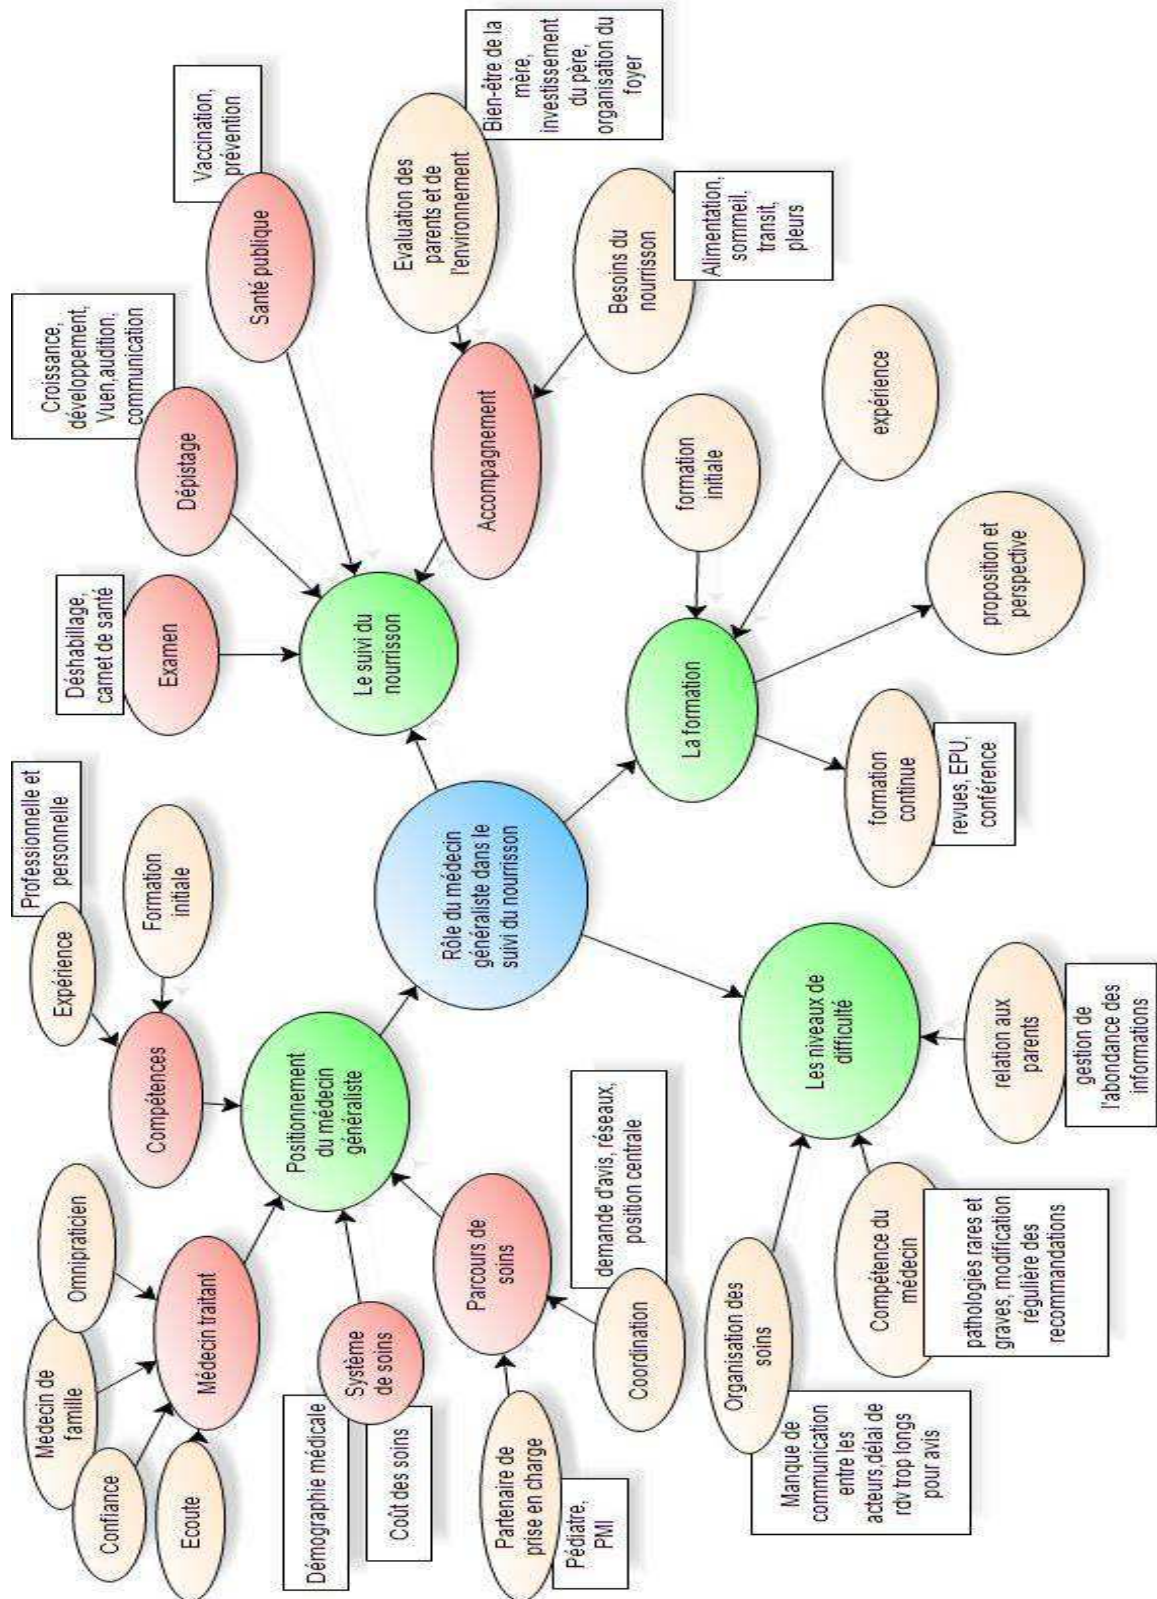 Ecoute
Confiance
Médecin de
famille
Omnipraticien
Médecin traitant
Expérience
Professionnelle et
personnelle
Formation
initiale
Compétences
Positionnement
du médecin
généraliste
Démographie médicale
Système
de soins
Coût des soins
Parcours de
soins
Partenaire de
prise en charge
Pédiatre,
PMI
Coordination
demande d'avis, réseaux,
position centrale
Rôle du médecin
généraliste dans le
suivi du nourrisson
Déshabillage,
carnet de santé
Examen
Croissance,
développement,
Vuen,audition,
communication
Dépistage
Vaccination,
prévention
Santé publique
Le suivi du
nourrisson
Accompagnement
Evaluation des
parents et de
l'environnement
Bien-être de la
mère,
investissement
du père,
organisation du
foyer
Besoins du
nourrisson
Alimentation,
sommeil,
transit,
pleurs
La formation
formation
initiale
expérience
proposition et
perspective
formation
continue
revues, EPU,
conférence
Les niveaux de
difficulté
Organisation des
soins
Manque de
communication
entre les
acteurs,délai de
rdv trop longs
pour avis
Compétence du
médecin
pathologies rares et
graves, modification
régulière des
recommandations
relation aux
parents
gestion de
l'abondance des
informations